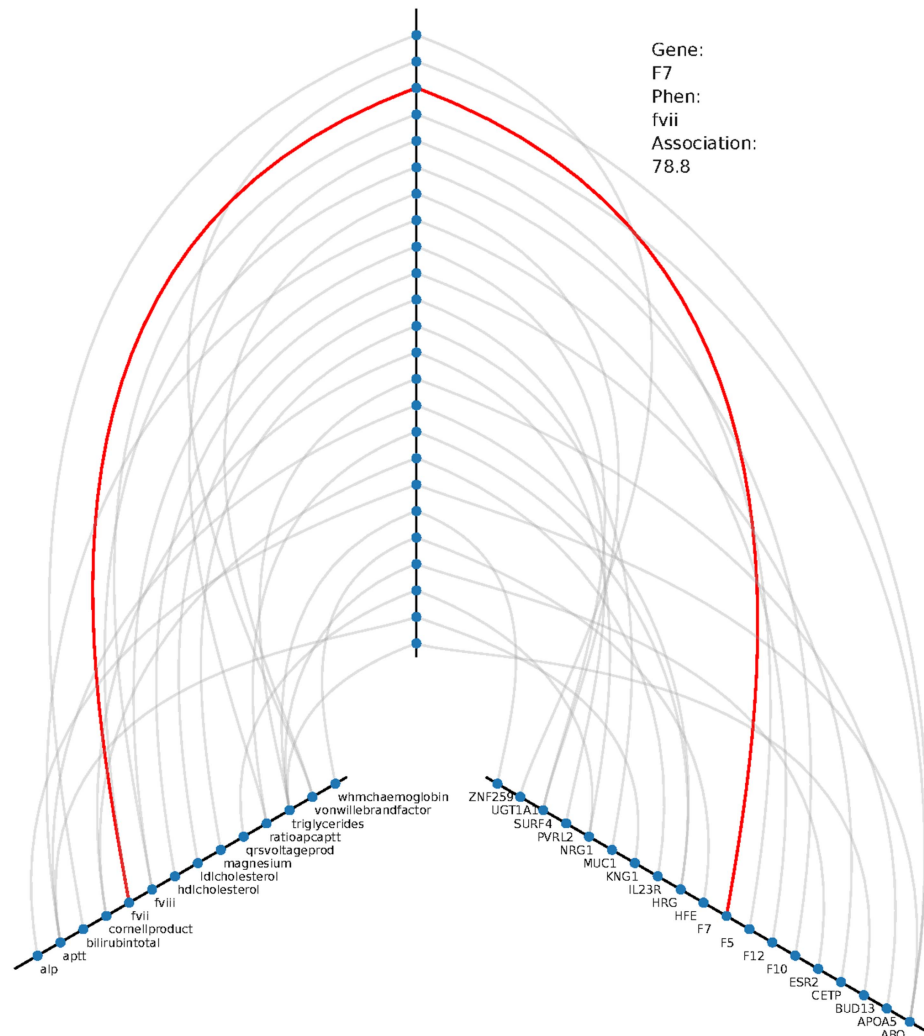 Gene:
F7
Phen:
fvii
Association:
78.8
whmchaemoglobin
vonwillebrandfactor
triglycerides
ratioapcaptt
qrsvoltageprod
magnesium
ldlcholesterol
hdlcholesterol
fviii
fvii
cornellproduct
bilirubintotal
aptt
alp
ZNF259
UGT1A1
SURF4
PVRL2
NRG1
MUC1
KNG1
IL23R
HRG
HFE
F7
F5
F12
F10
ESR2
CETP
BUD13
APOA5
ABO